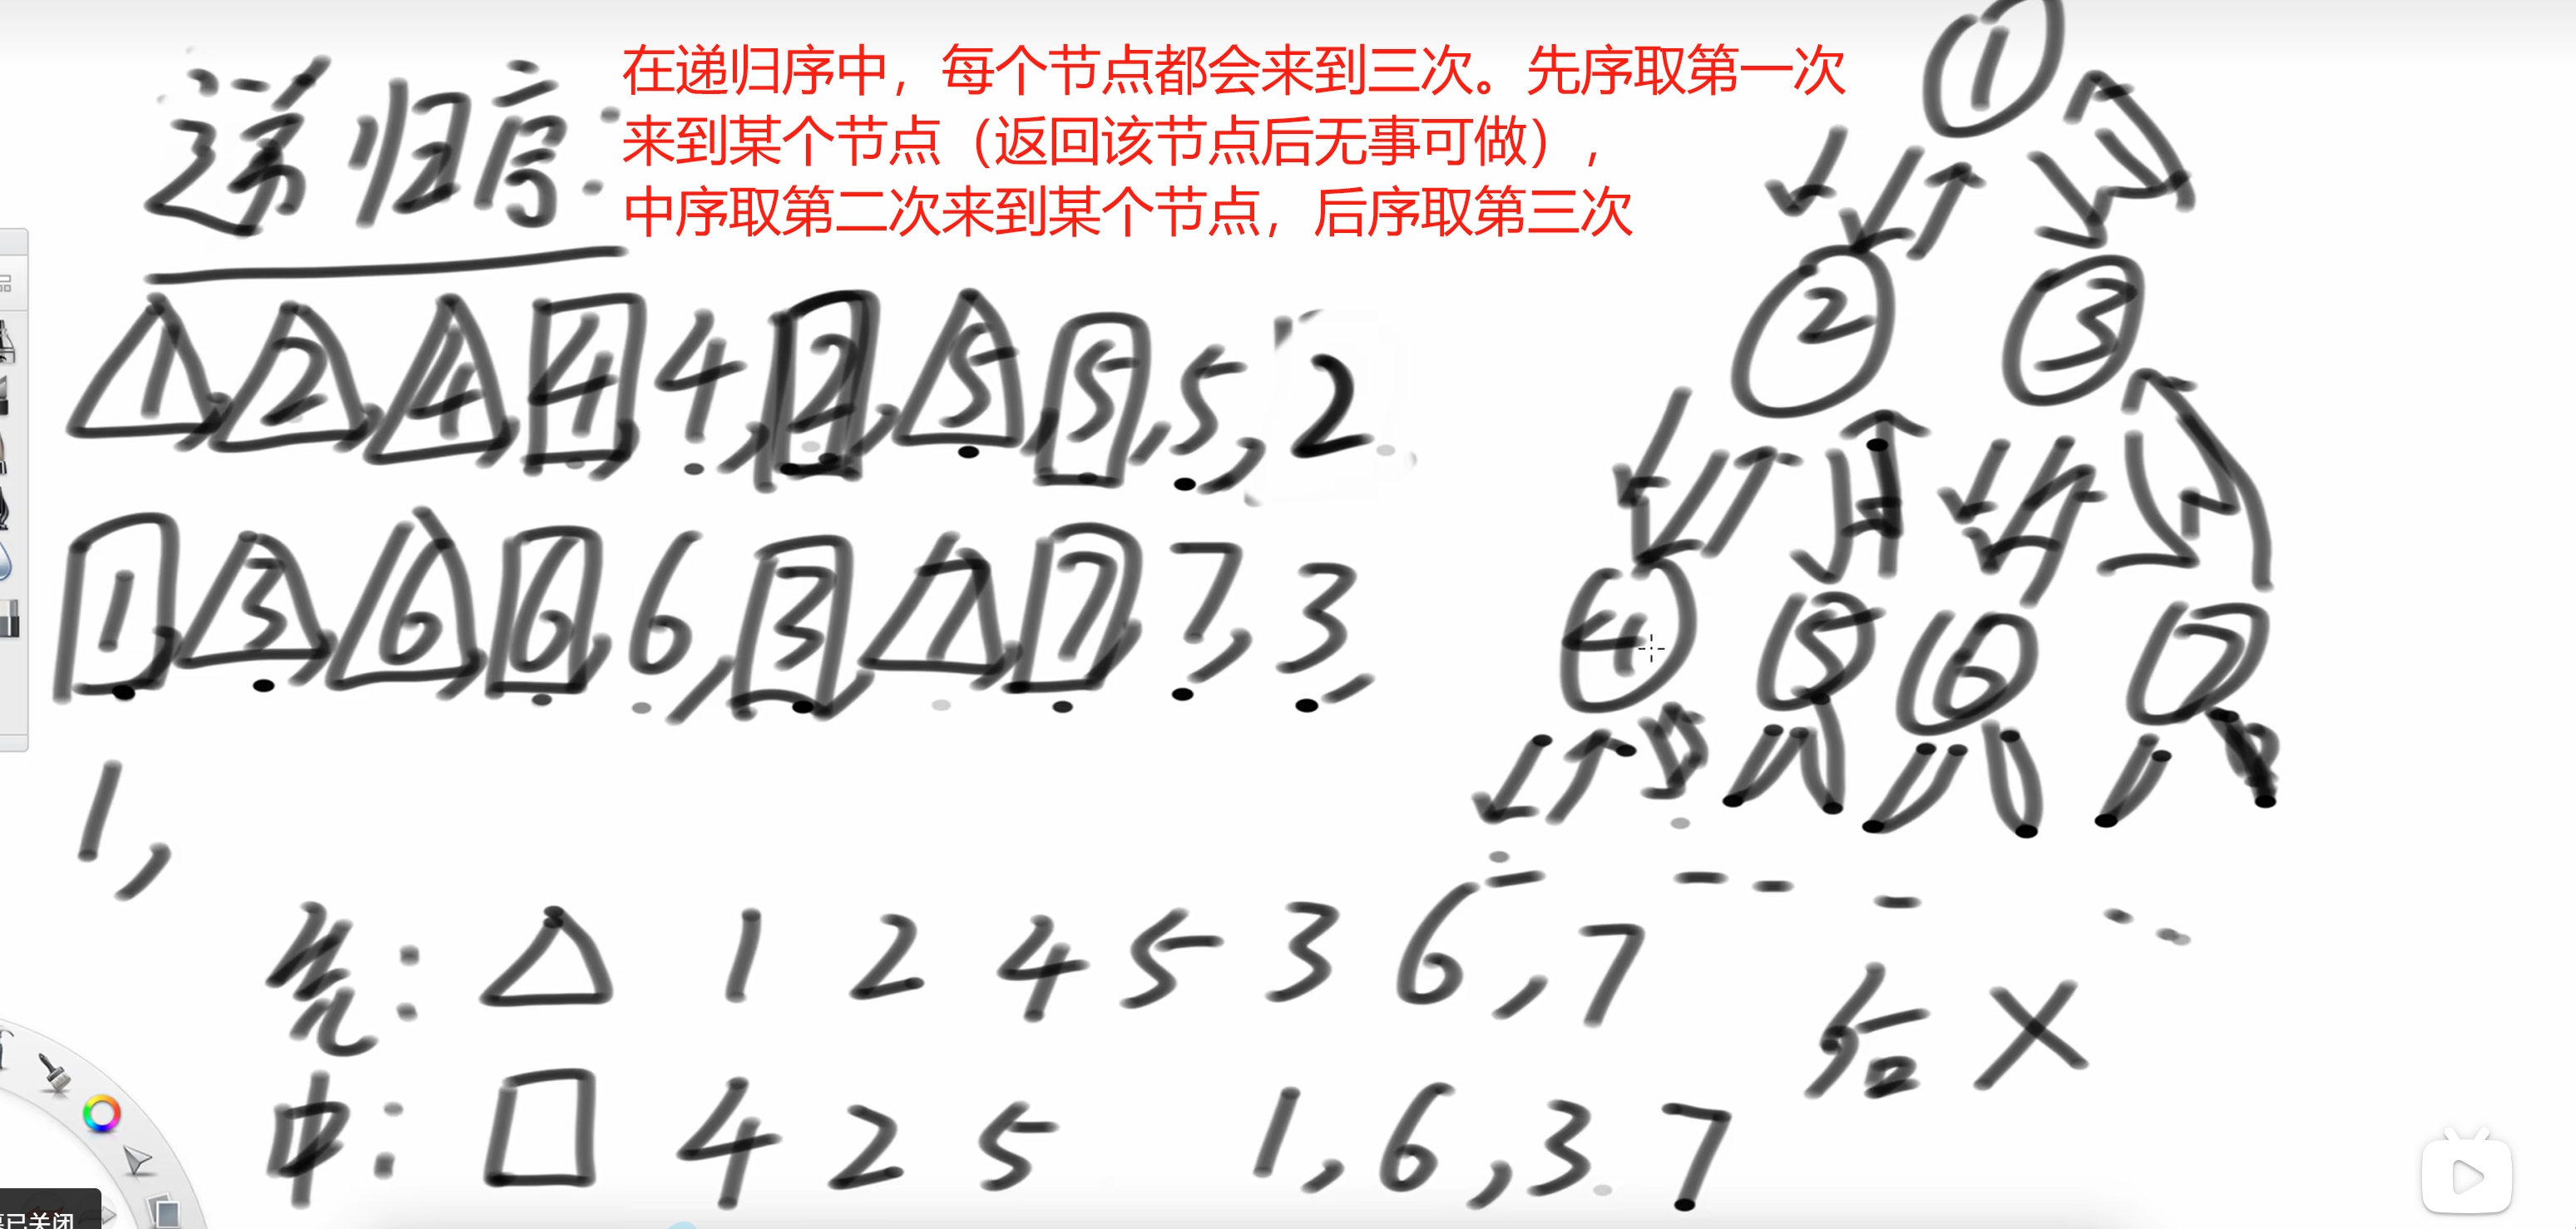 递归序:
在递归序中，每个节点都会来到三次。先序取第一次
来到某个节点（返回该节点后无事可做），
中序取第二次来到某个节点，后序取第三次
1, 2, 4, 4, 4, 2, 5, 5, 5, 2
1, 3, 6, 6, 6, 3, 7, 7, 7, 3,
1,
先: △ 1 2 4 5 3 6, 7
中: □ 4 2 5 1, 6, 3 7
1
2 3
4 5 6 7
后 X
已关闭